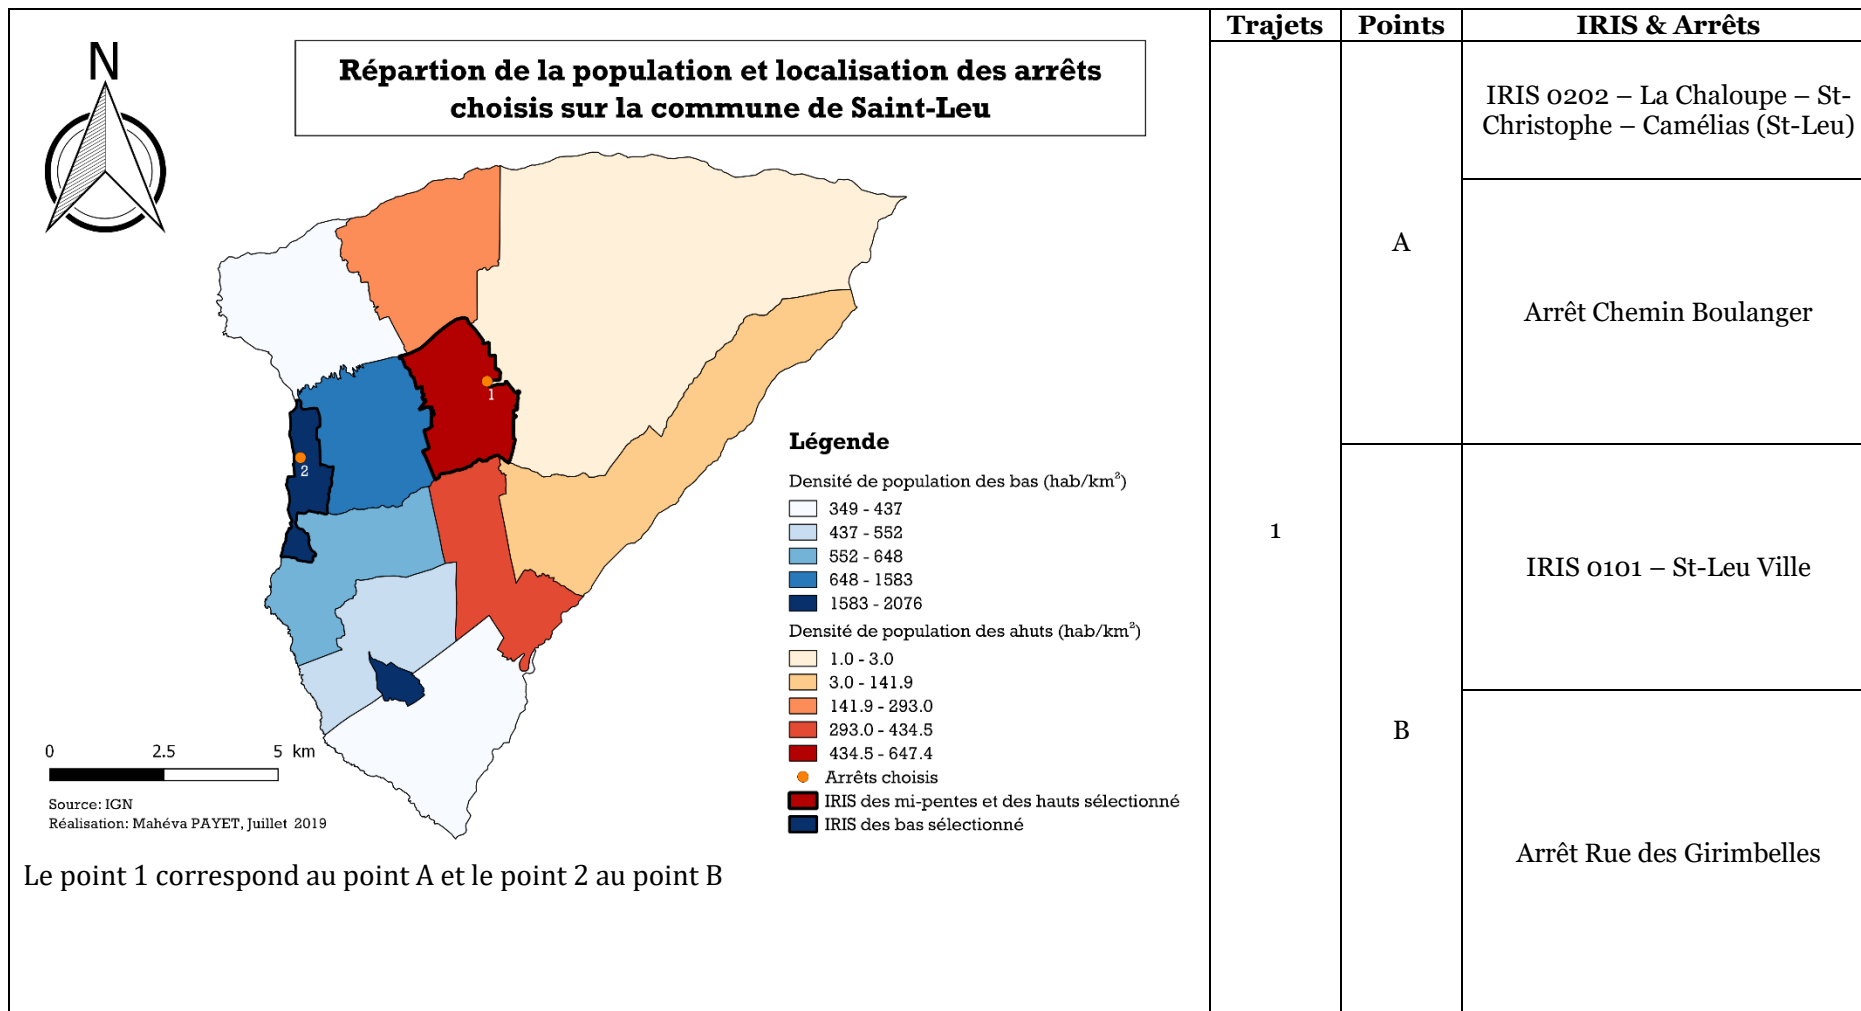 N
Répartion de la population et localisation des arrêts
choisis sur la commune de Saint-Leu
1
2
Légende
Densité de population des bas (hab/km²)
349 - 437
437 - 552
552 - 648
648 - 1583
1583 - 2076
Densité de population des ahuts (hab/km²)
1.0 - 3.0
3.0 - 141.9
141.9 - 293.0
293.0 - 434.5
434.5 - 647.4
Arrêts choisis
IRIS des mi-pentes et des hauts sélectionné
IRIS des bas sélectionné
0 2.5 5 km
Source: IGN
Réalisation: Mahéva PAYET, Juillet 2019
Le point 1 correspond au point A et le point 2 au point B
Trajets Points IRIS & Arrêts
1
A
IRIS 0202 – La Chaloupe – St-
Christophe – Camélias (St-Leu)
Arrêt Chemin Boulanger
B
IRIS 0101 – St-Leu Ville
Arrêt Rue des Girimbelles